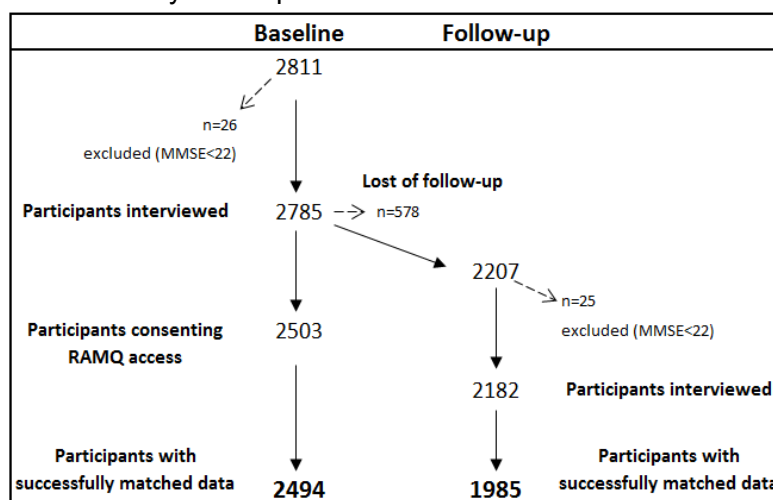 Baseline Follow-up
2811
n=26
excluded (MMSE<22)
Lost of follow-up
Participants interviewed 2785 n=578
2207
n=25
Participants consenting 2503 excluded (MMSE<22)
RAMQ access
2182 Participants interviewed
Participants with Participants with
successfully matched data 2494 1985 successfully matched data